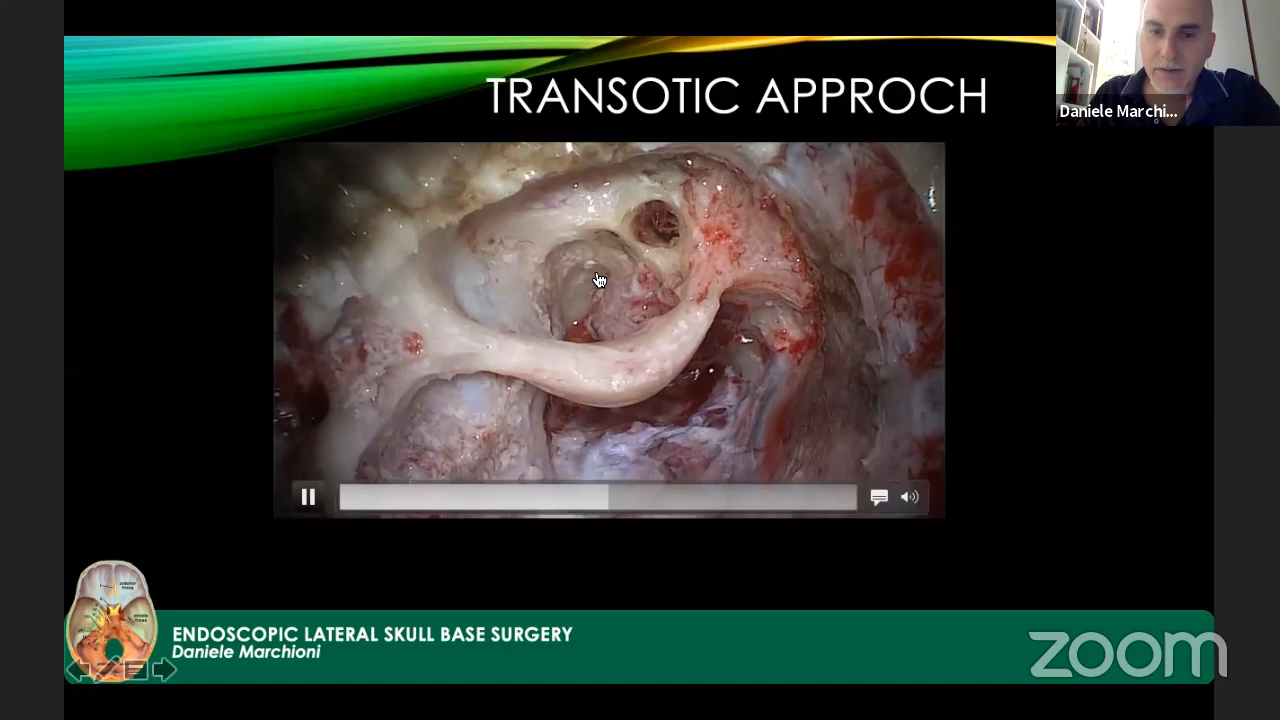 TRANSOTIC APPROCH
Daniele Marchi...
ENDOSCOPIC LATERAL SKULL BASE SURGERY
Daniele Marchioni
zoom